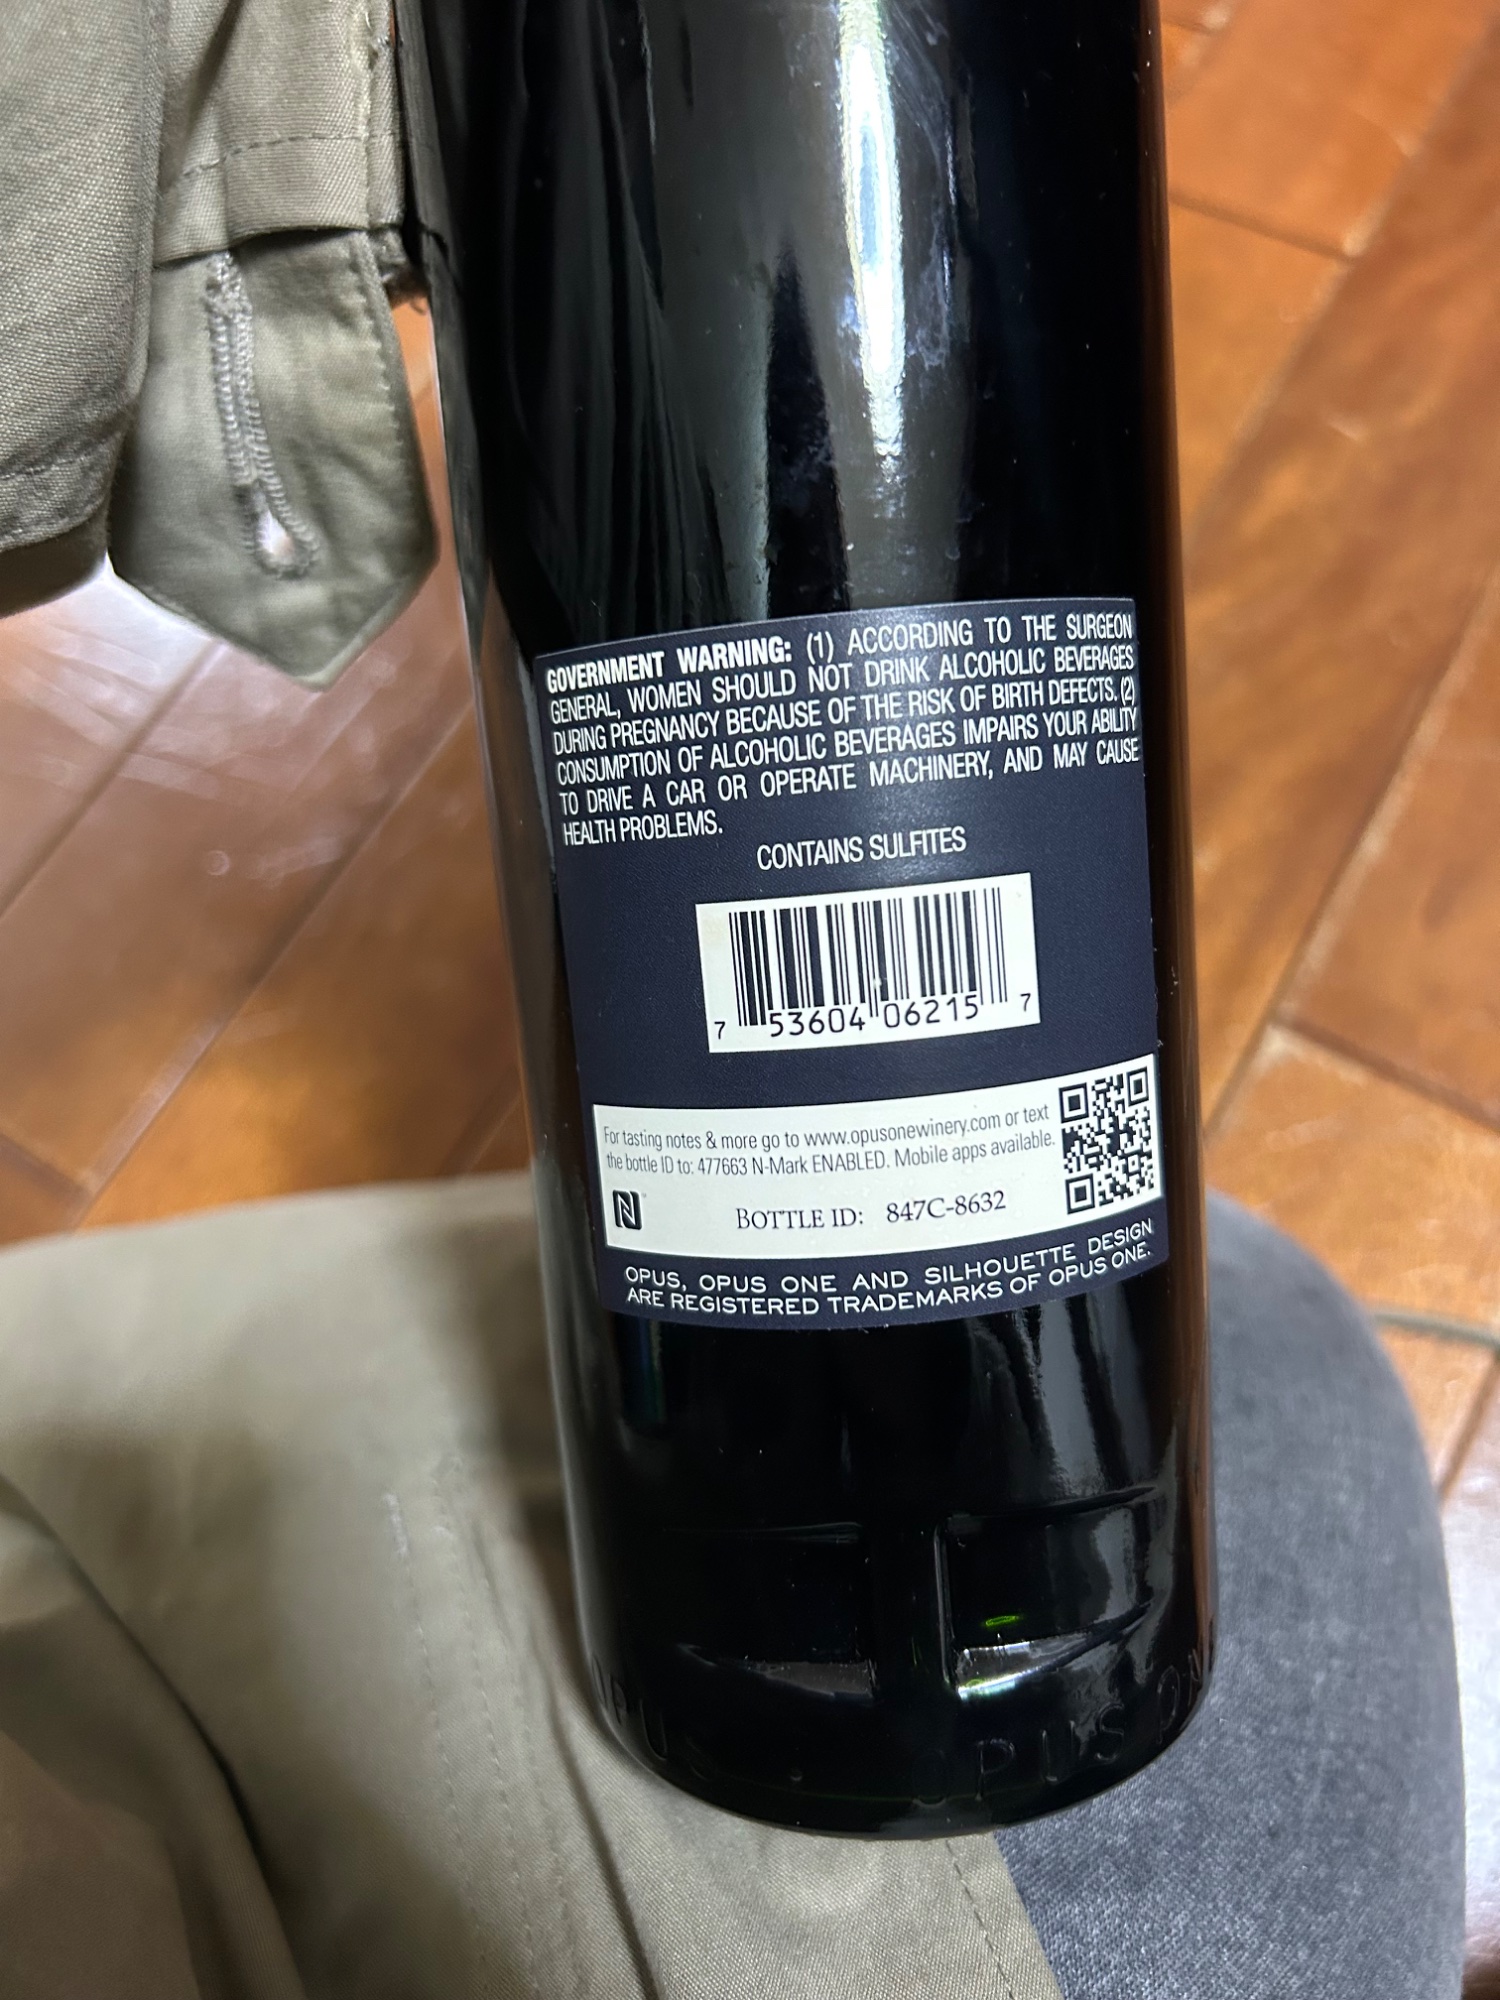 GOVERNMENT WARNING: (1) ACCORDING TO THE SURGEON
GENERAL, WOMEN SHOULD NOT DRINK ALCOHOLIC BEVERAGES
DURING PREGNANCY BECAUSE OF THE RISK OF BIRTH DEFECTS. (2)
CONSUMPTION OF ALCOHOLIC BEVERAGES IMPAIRS YOUR ABILITY
TO DRIVE A CAR OR OPERATE MACHINERY, AND MAY CAUSE
HEALTH PROBLEMS.
CONTAINS SULFITES
7 53604 06215 7
For tasting notes & more go to www.opusonewinery.com or text
the bottle ID to: 477663 N-Mark ENABLED. Mobile apps available.
BOTTLE ID: 847C-8632
OPUS, OPUS ONE AND SILHOUETTE DESIGN
ARE REGISTERED TRADEMARKS OF OPUS ONE.
OPUS